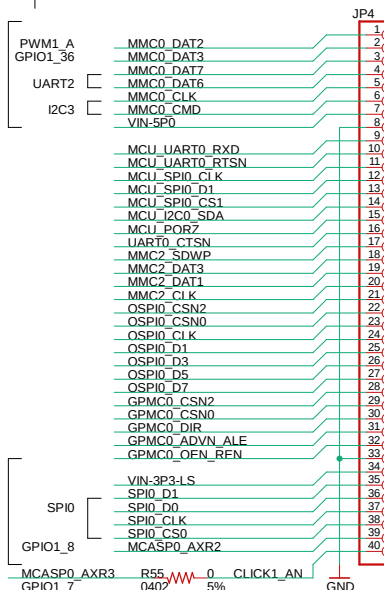 JP4
1
PWM1_A MMC0_DAT2 2
GPIO1_36 MMC0_DAT3 3
MMC0_DAT7 4
UART2 MMC0_DAT6 5
MMC0_CLK 6
I2C3 MMC0_CMD 7
VIN-5P0 8
9
MCU_UART0_RXD 10
MCU_UART0_RTSN 11
MCU_SPI0_CLK 12
MCU_SPI0_D1 13
MCU_SPI0_CS1 14
MCU_I2C0_SDA 15
MCU_PORZ 16
UART0_CTSN 17
MMC2_SDWP 18
MMC2_DAT3 19
MMC2_DAT1 20
MMC2_CLK 21
OSPI0_CSN2 22
OSPI0_CSN0 23
OSPI0_CLK 24
OSPI0_D1 25
OSPI0_D3 26
OSPI0_D5 27
OSPI0_D7 28
GPMC0_CSN2 29
GPMC0_CSN0 30
GPMC0_DIR 31
GPMC0_ADVN_ALE 32
GPMC0_OEN_REN 33
34
VIN-3P3-LS 35
SPI0_D1 36
SPI0 SPI0_D0 37
SPI0_CLK 38
SPI0_CS0 39
GPIO1_8 MCASP0_AXR2 40
MCASP0_AXR3 R55 0 CLICK1_AN
GPIO1_7 0402 5% GND